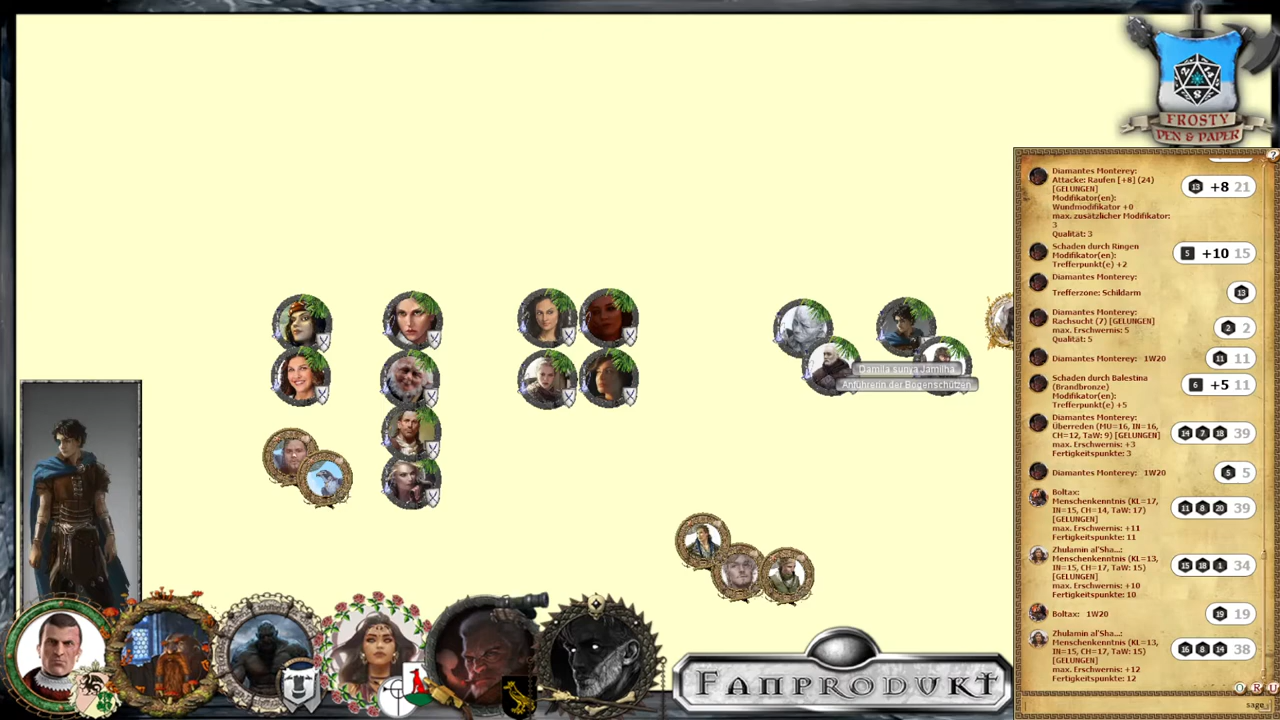 FROSTY
PEN & PAPER
?
Diamantes Monterey:
Attacke: Raufen [+8] (24)
[GELUNGEN]
Modifikator(en):
Wundmodifikator +0
max. zusätzlicher Modifikator:
3
Qualität: 3
13 +8 21
Schaden durch Ringen
Modifikator(en):
Trefferpunkt(e) +2
5 +10 15
Diamantes Monterey:
Trefferzone: Schildarm
13
Diamantes Monterey:
Rachsucht (7) [GELUNGEN]
max. Erschwernis: 5
Qualität: 5
2 2
Diamantes Monterey: 1W20
11 11
Schaden durch Balestina
(Brandbronze)
Modifikator(en):
Trefferpunkt(e) +5
6 +5 11
Diamantes Monterey:
Überreden (MU=16, IN=16,
CH=12, TaW: 9) [GELUNGEN]
max. Erschwernis: +3
Fertigkeitspunkte: 3
14 7 18 39
Diamantes Monterey: 1W20
5 5
Boltax:
Menschenkenntnis (KL=17,
IN=15, CH=14, TaW: 17)
[GELUNGEN]
max. Erschwernis: +11
Fertigkeitspunkte: 11
11 8 20 39
Zhulamin al'Sha...:
Menschenkenntnis (KL=13,
IN=15, CH=17, TaW: 15)
[GELUNGEN]
max. Erschwernis: +10
Fertigkeitspunkte: 10
15 18 1 34
Boltax: 1W20
19 19
Zhulamin al'Sha...:
Menschenkenntnis (KL=13,
IN=15, CH=17, TaW: 15)
[GELUNGEN]
max. Erschwernis: +12
Fertigkeitspunkte: 12
16 8 14 38
O R U
sage
Damila sunya Jamilha
Anführerin der Bogenschützen
FANPRODUKT